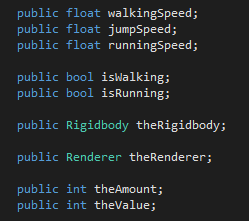 public float walkingSpeed;
public float jumpSpeed;
public float runningSpeed;
public bool isWalking;
public bool isRunning;
public Rigidbody theRigidbody;
public Renderer theRenderer;
public int theAmount;
public int theValue;